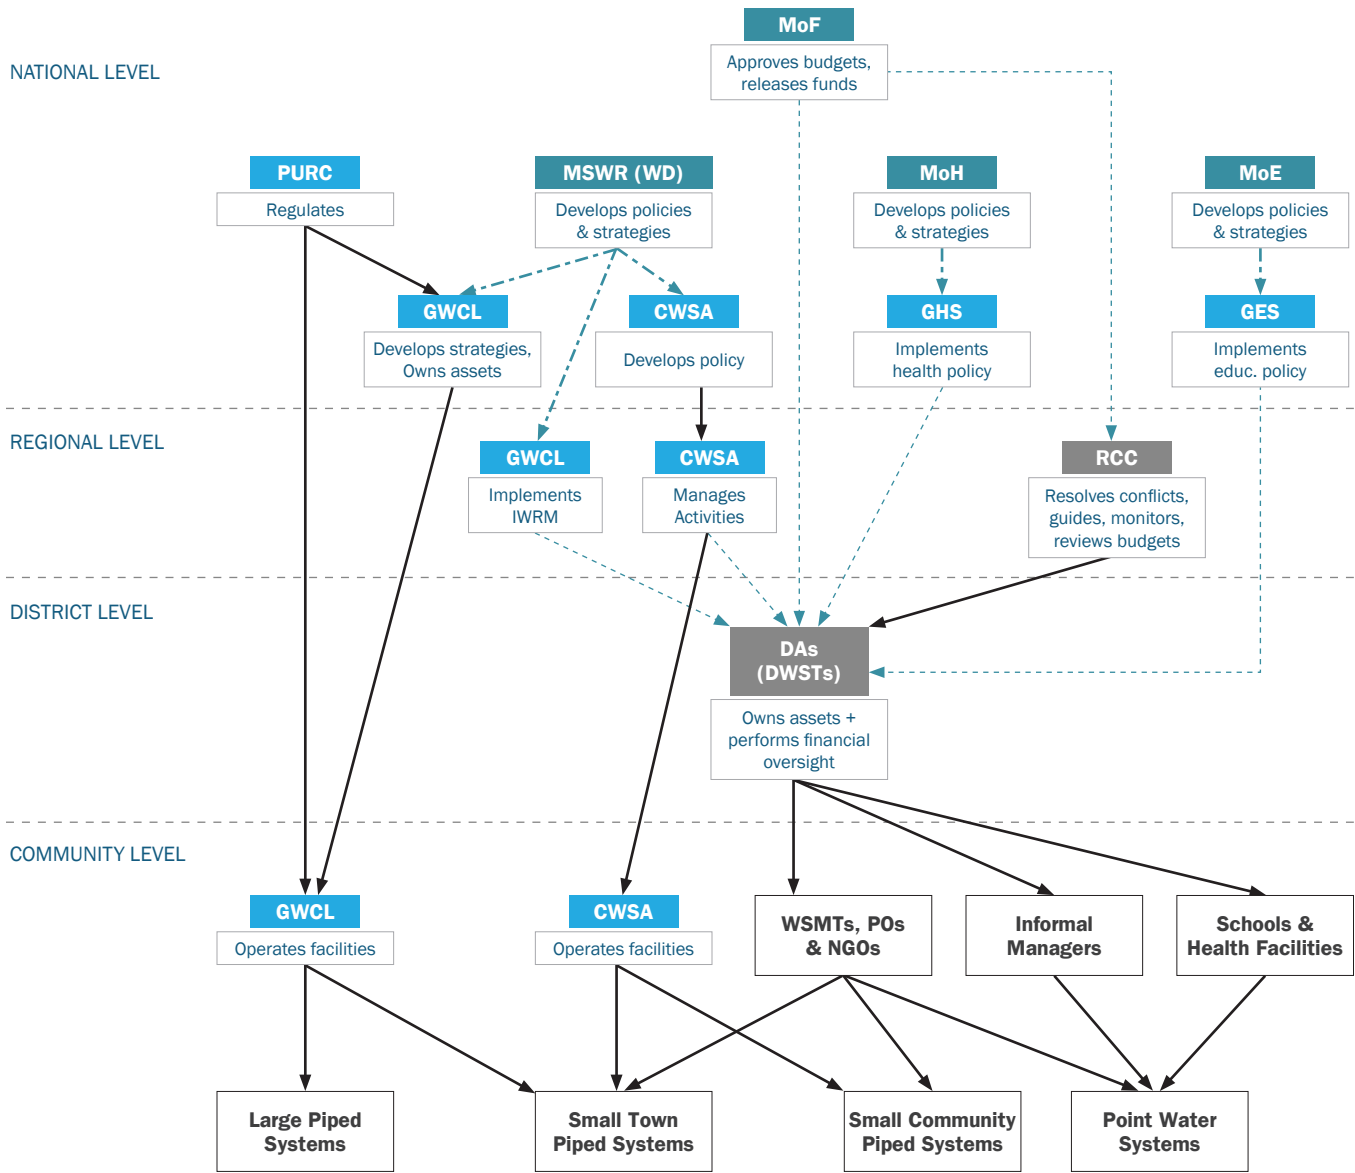 MoF
Approves budgets,
releases funds
NATIONAL LEVEL
PURC
Regulates
MSWR (WD)
Develops policies
& strategies
MoH
Develops policies
& strategies
MoE
Develops policies
& strategies
GWCL
Develops strategies,
Owns assets
CWSA
Develops policy
GHS
Implements
health policy
GES
Implements
educ. policy
REGIONAL LEVEL
GWCL
Implements
IWRM
CWSA
Manages
Activities
RCC
Resolves conflicts,
guides, monitors,
reviews budgets
DISTRICT LEVEL
DAs
(DWSTs)
Owns assets +
performs financial
oversight
COMMUNITY LEVEL
GWCL
Operates facilities
CWSA
Operates facilities
WSMTs, POs
& NGOs
Informal
Managers
Schools &
Health Facilities
Large Piped
Systems
Small Town
Piped Systems
Small Community
Piped Systems
Point Water
Systems